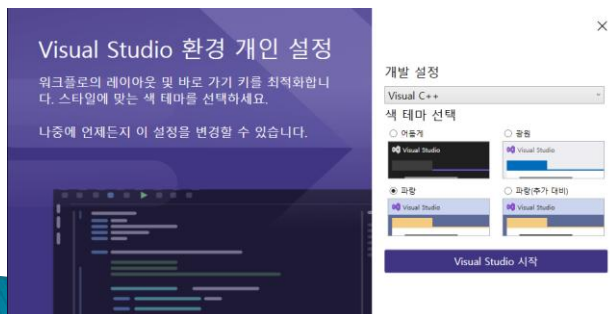 Visual Studio 환경 개인 설정
워크플로의 레이아웃 및 바로 가기 키를 최적화합니
다. 스타일에 맞는 색 테마를 선택하세요.
나중에 언제든지 이 설정을 변경할 수 있습니다.
개발 설정
Visual C++
색 테마 선택
어둡게
광원
Visual Studio
Visual Studio
파랑
파랑(추가 대비)
Visual Studio
Visual Studio
Visual Studio 시작